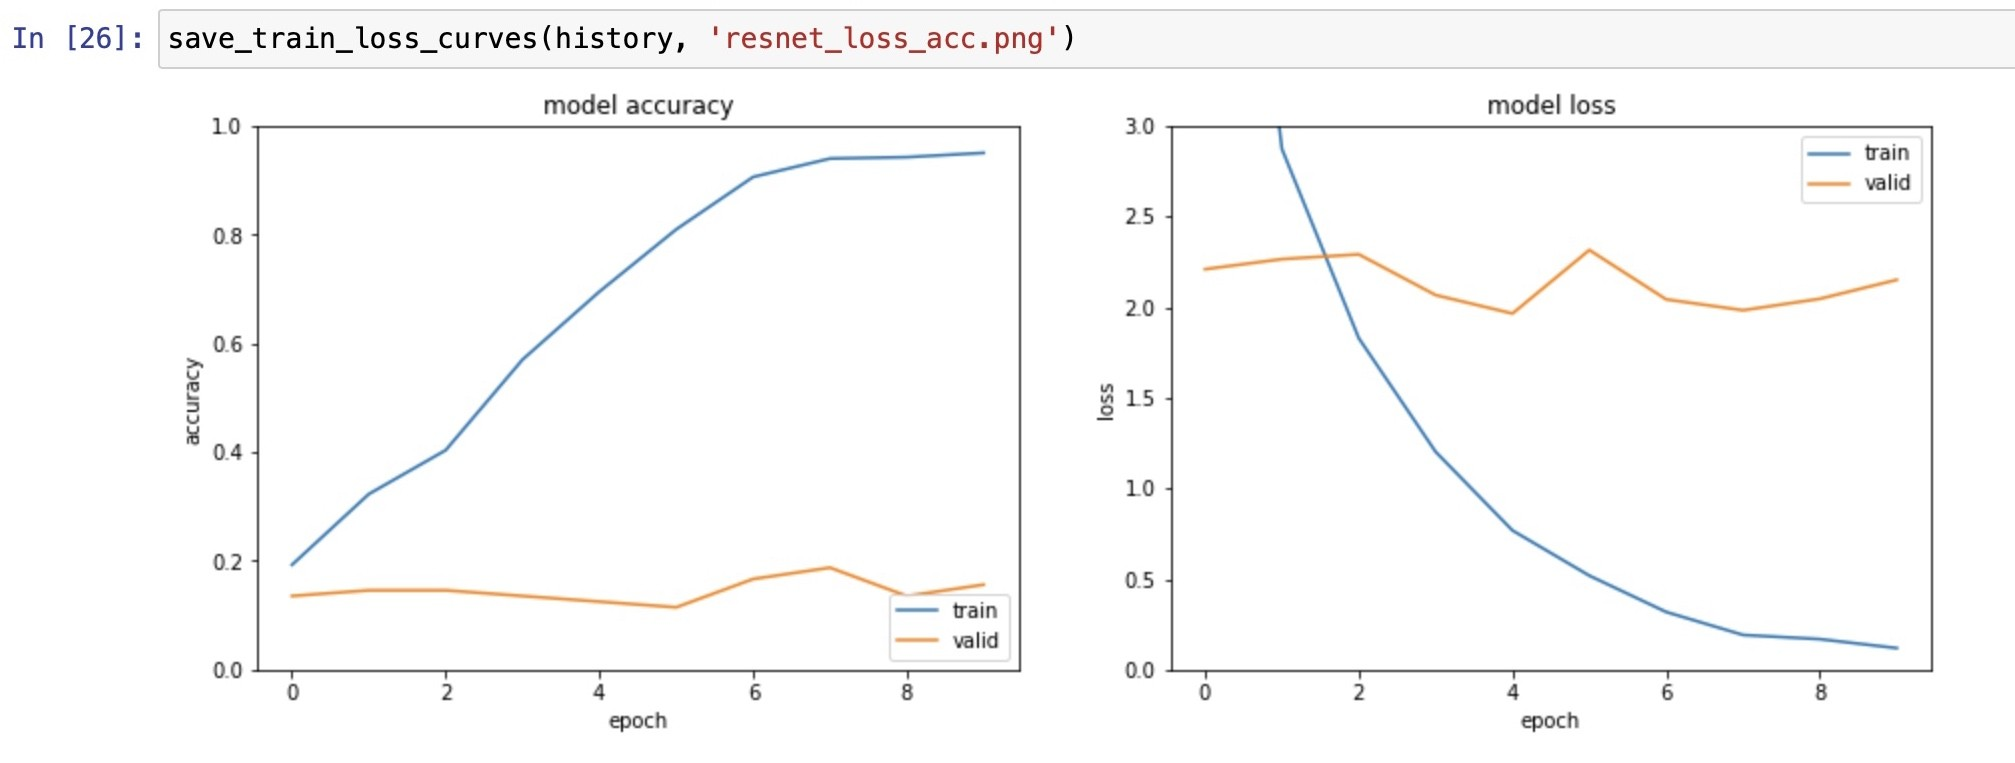 In [26]: save_train_loss_curves(history, 'resnet_loss_acc.png')
model accuracy
1.0
0.8
0.6
0.4
0.2
0.0
accuracy
0 2 4 6 8
epoch
train
valid
model loss
3.0
2.5
2.0
1.5
1.0
0.5
0.0
loss
0 2 4 6 8
epoch
train
valid